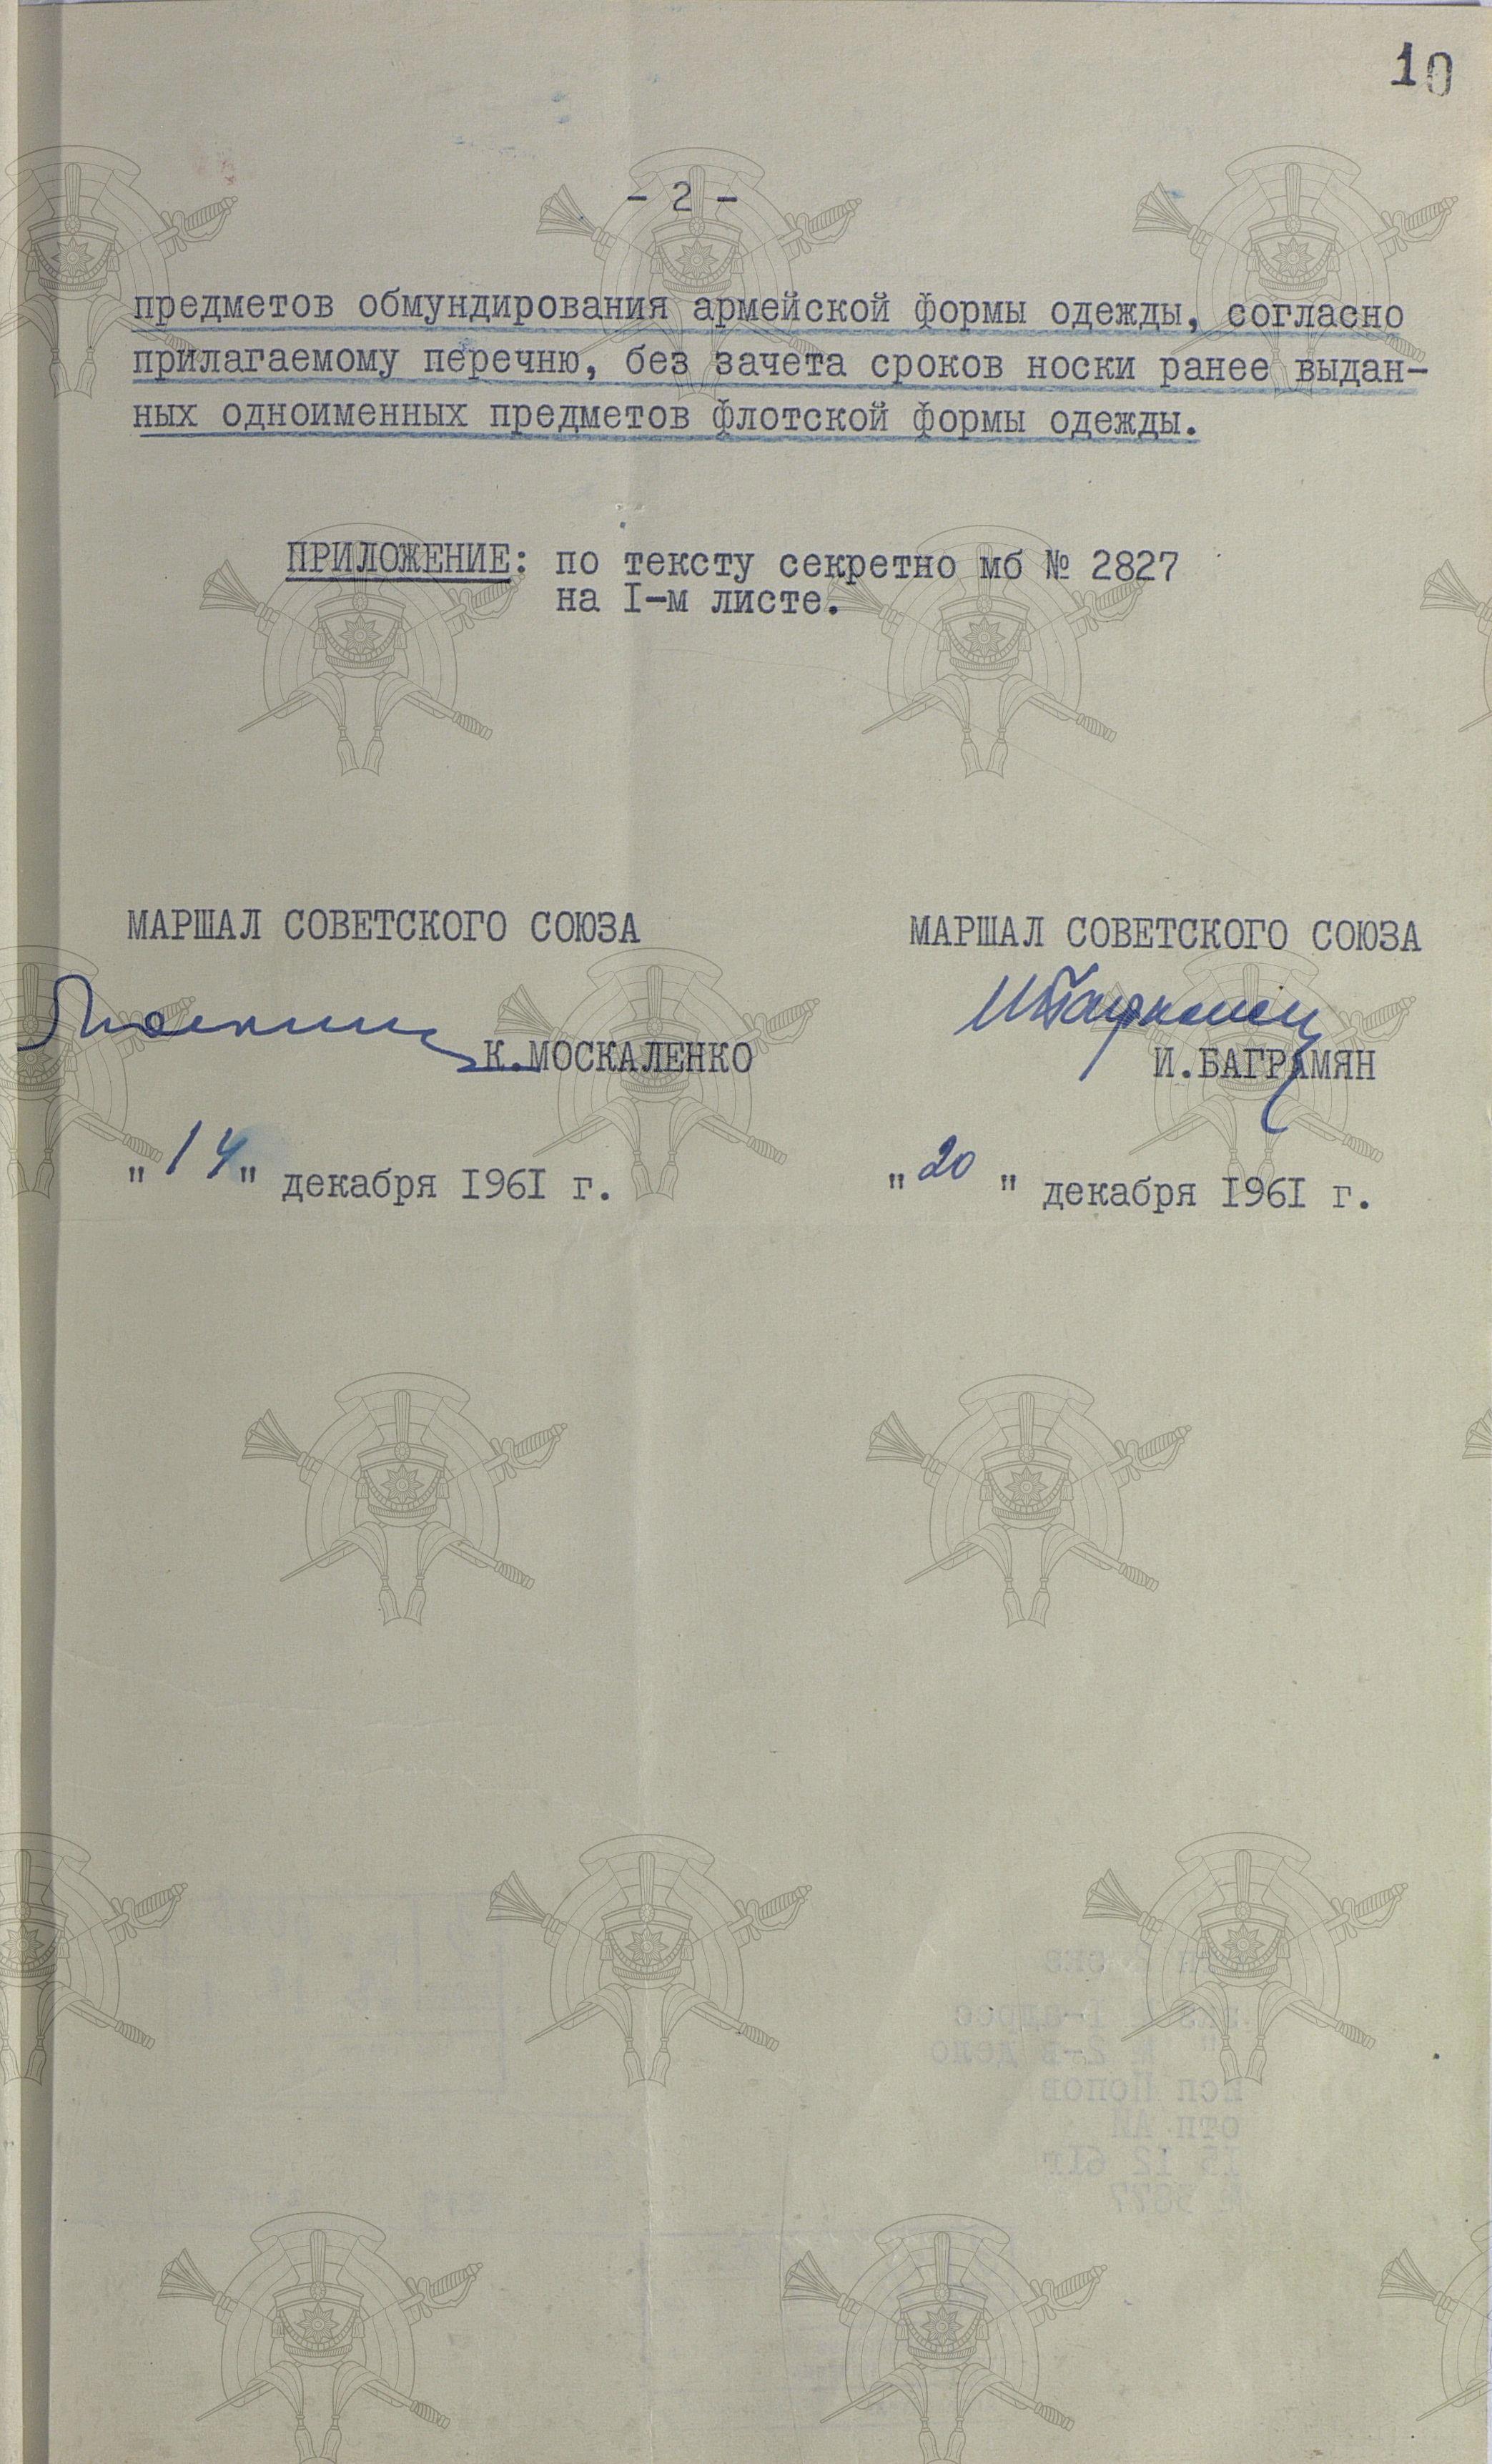 10
- 2 -
предметов обмундирования армейской формы одежды, согласно
прилагаемому перечню, без зачета сроков носки ранее выдан-
ных одноименных предметов флотской формы одежды.
ПРИЛОЖЕНИЕ: по тексту секретно мб № 2827
на I-м листе.
МАРШАЛ СОВЕТСКОГО СОЮЗА
К.МОСКАЛЕНКО
"14" декабря I96I г.
МАРШАЛ СОВЕТСКОГО СОЮЗА
И.БАГРАМЯН
"20" декабря I96I г.